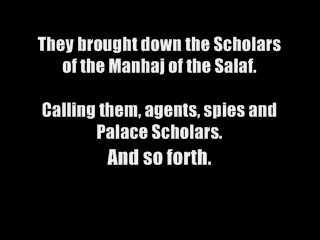 They brought down the Scholars
of the Manhaj of the Salaf.
Calling them, agents, spies and
Palace Scholars.
And so forth.